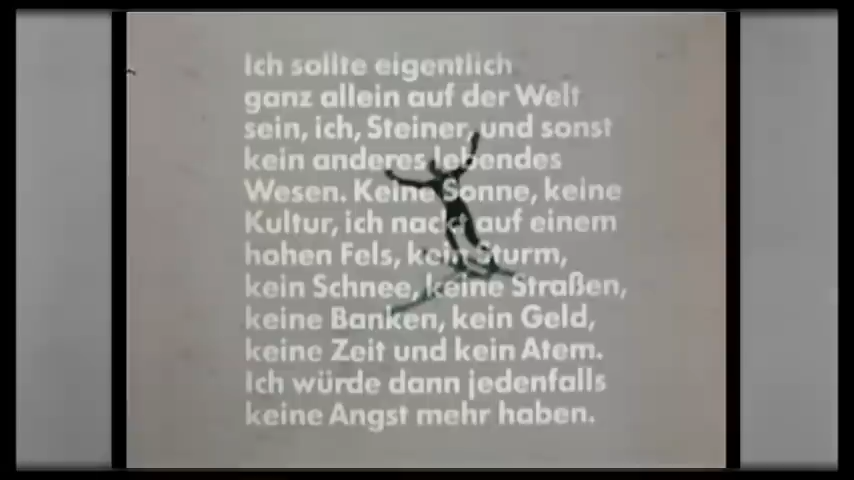 Ich sollte eigentlich
ganz allein auf der Welt
sein, ich, Steiner, und sonst
kein anderes lebendes
Wesen. Keine Sonne, keine
Kultur, ich nackt auf einem
hohen Fels, kein Sturm,
kein Schnee, keine Straßen,
keine Banken, kein Geld,
keine Zeit und kein Atem.
Ich würde dann jedenfalls
keine Angst mehr haben.